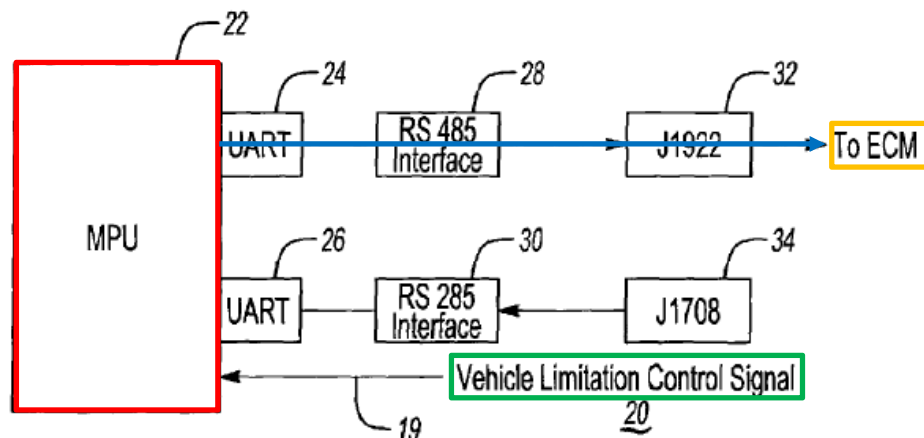 22
24
28
32
UART
RS 485
Interface
J1922
To ECM
MPU
26
30
34
UART
RS 285
Interface
J1708
Vehicle Limitation Control Signal
19
20